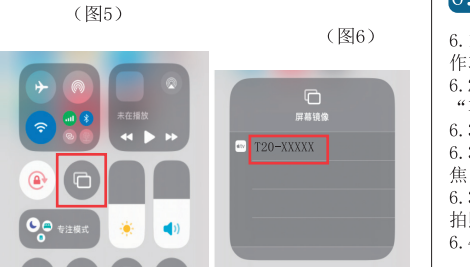 （图5）
（图6）
未在播放
专注模式
屏幕镜像
T20-XXXXX
6.
作
6.
“
6.
6.
焦
6.
拍
6.